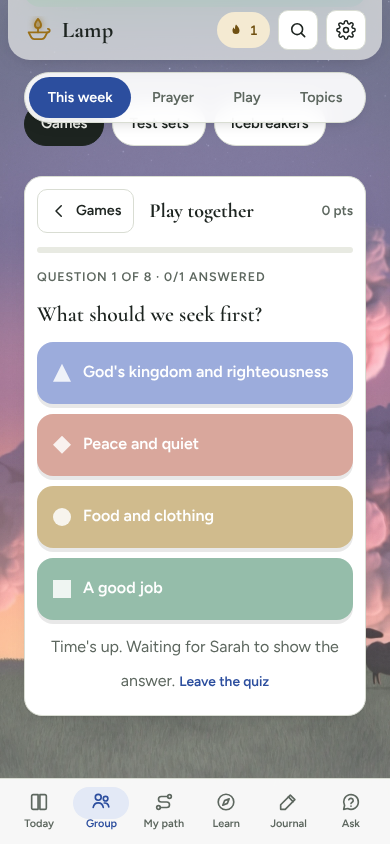 Lamp
1
This week
Prayer
Play
Topics
Games
Test sets
Icebreakers
Games
Play together
0 pts
QUESTION 1 OF 8 · 0/1 ANSWERED
What should we seek first?
God's kingdom and righteousness
Peace and quiet
Food and clothing
A good job
Time's up. Waiting for Sarah to show the
answer. Leave the quiz
Today
Group
My path
Learn
Journal
Ask